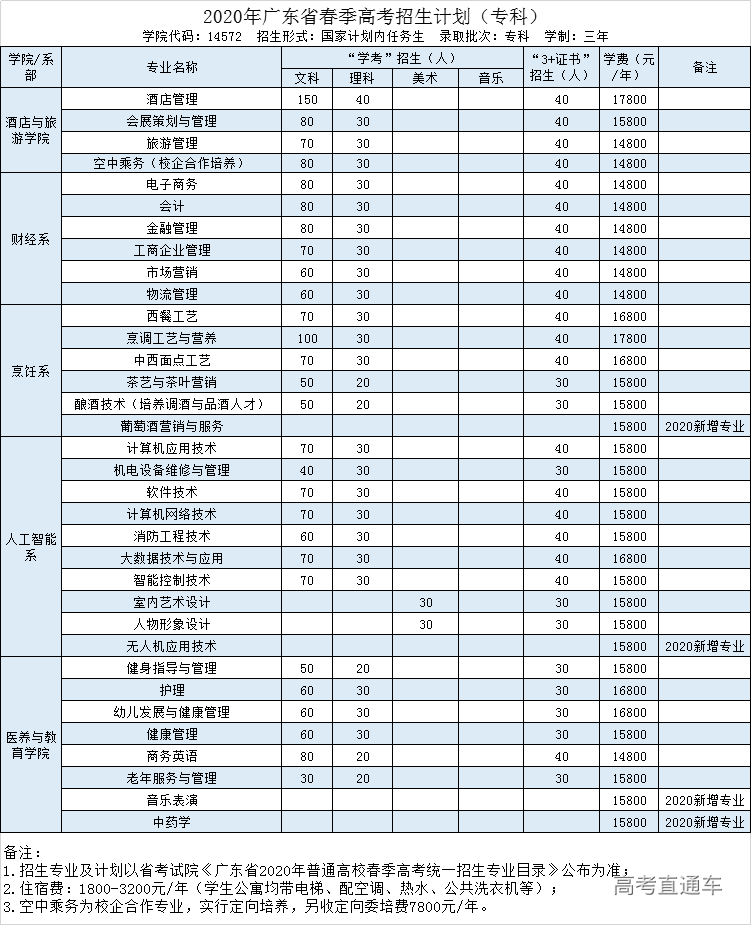 2020年广东省春季高考招生计划（专科）
学院代码：14572 招生形式：国家计划内任务生 录取批次：专科 学制：三年
学院/系部 专业名称 “学考”招生（人） “3+证书”招生（人） 学费（元/年） 备注
文科 理科 美术 音乐
酒店与旅游学院
酒店管理 150 40 40 17800
会展策划与管理 80 30 40 15800
旅游管理 70 30 40 14800
空中乘务（校企合作培养） 80 30 40 14800
财经系
电子商务 80 30 40 14800
会计 80 30 40 14800
金融管理 80 30 40 14800
工商企业管理 70 30 40 14800
市场营销 60 30 40 14800
物流管理 60 30 40 14800
烹饪系
西餐工艺 70 30 40 16800
烹调工艺与营养 100 30 40 17800
中西面点工艺 70 30 40 16800
茶艺与茶叶营销 50 20 30 15800
酿酒技术（培养调酒与品酒人才） 50 20 30 15800
葡萄酒营销与服务 15800 2020新增专业
人工智能系
计算机应用技术 70 30 40 15800
机电设备维修与管理 40 30 30 15800
软件技术 70 30 40 15800
计算机网络技术 70 30 40 15800
消防工程技术 60 30 40 15800
大数据技术与应用 70 30 40 16800
智能控制技术 70 30 40 15800
室内艺术设计 30 30 15800
人物形象设计 30 30 15800
无人机应用技术 15800 2020新增专业
医养与教育学院
健身指导与管理 50 20 30 15800
护理 60 30 30 16800
幼儿发展与健康管理 60 30 30 16800
健康管理 60 30 30 15800
商务英语 80 20 40 14800
老年服务与管理 30 20 30 15800
音乐表演 15800 2020新增专业
中药学 15800 2020新增专业
备注：
1.招生专业及计划以省考试院《广东省2020年普通高校春季高考统一招生专业目录》公布为准；
2.住宿费：1800-3200元/年（学生公寓均带电梯、配空调、热水、公共洗衣机等）；
3.空中乘务为校企合作专业，实行定向培养，另收定向委培费7800元/年。
高考直通车